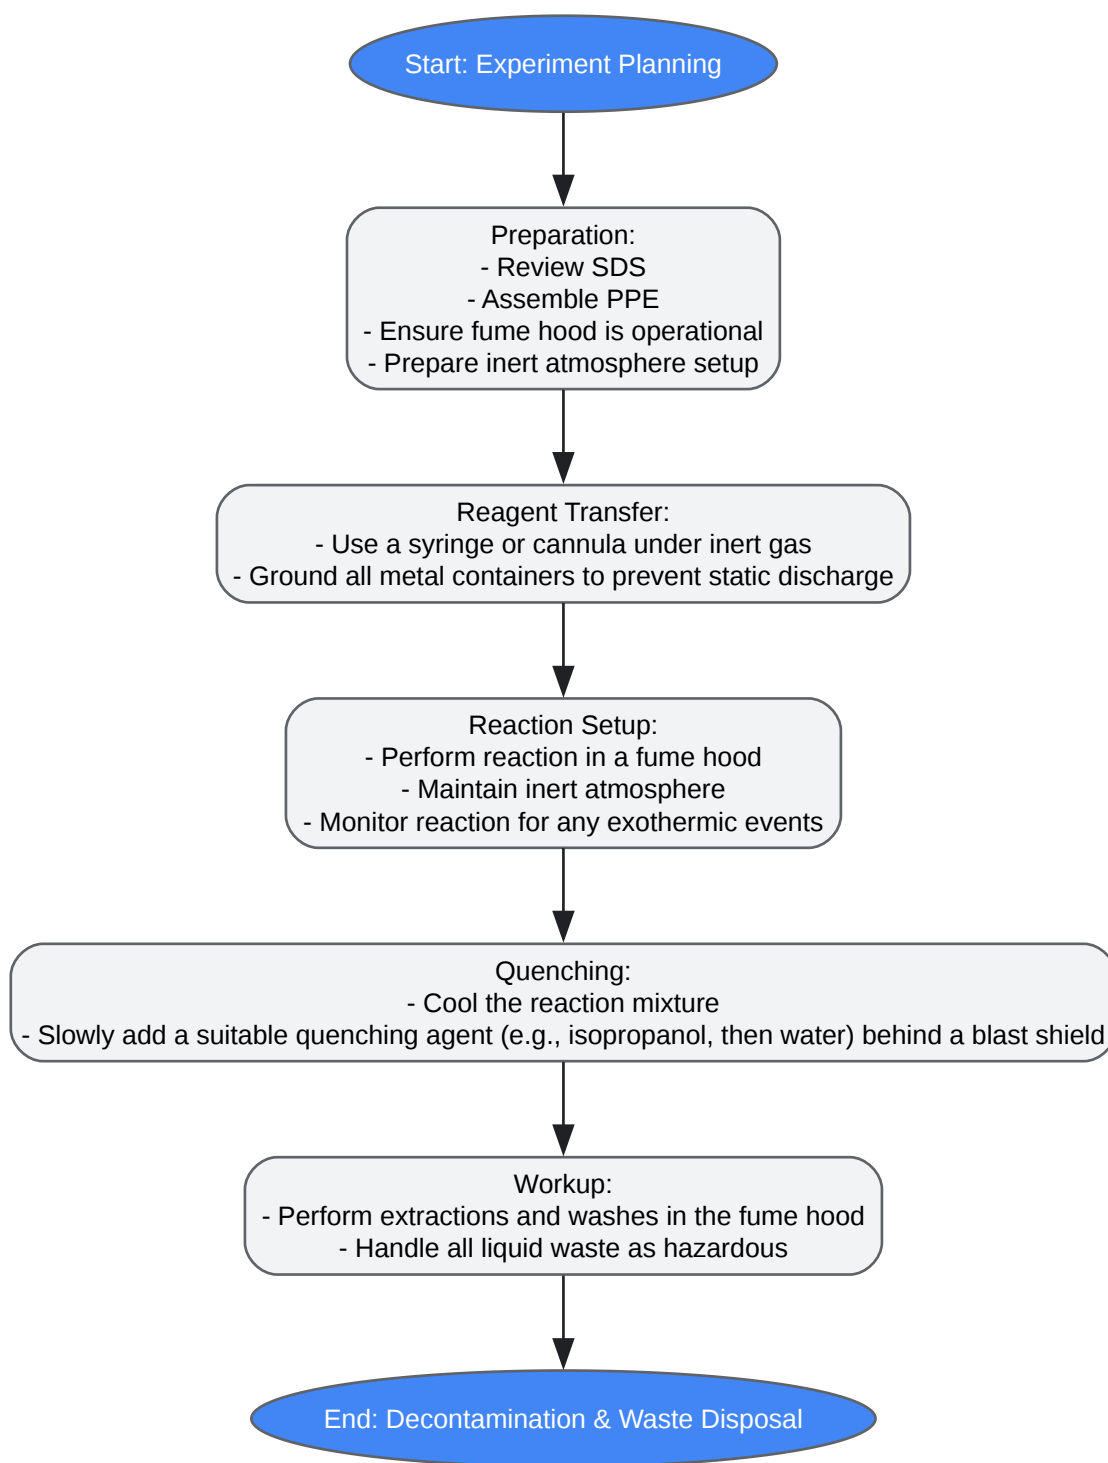 Start: Experiment Planning
Preparation:
- Review SDS
- Assemble PPE
- Ensure fume hood is operational
- Prepare inert atmosphere setup
Reagent Transfer:
- Use a syringe or cannula under inert gas
- Ground all metal containers to prevent static discharge
Reaction Setup:
- Perform reaction in a fume hood
- Maintain inert atmosphere
- Monitor reaction for any exothermic events
Quenching:
- Cool the reaction mixture
- Slowly add a suitable quenching agent (e.g., isopropanol, then water) behind a blast shield
Workup:
- Perform extractions and washes in the fume hood
- Handle all liquid waste as hazardous
End: Decontamination & Waste Disposal